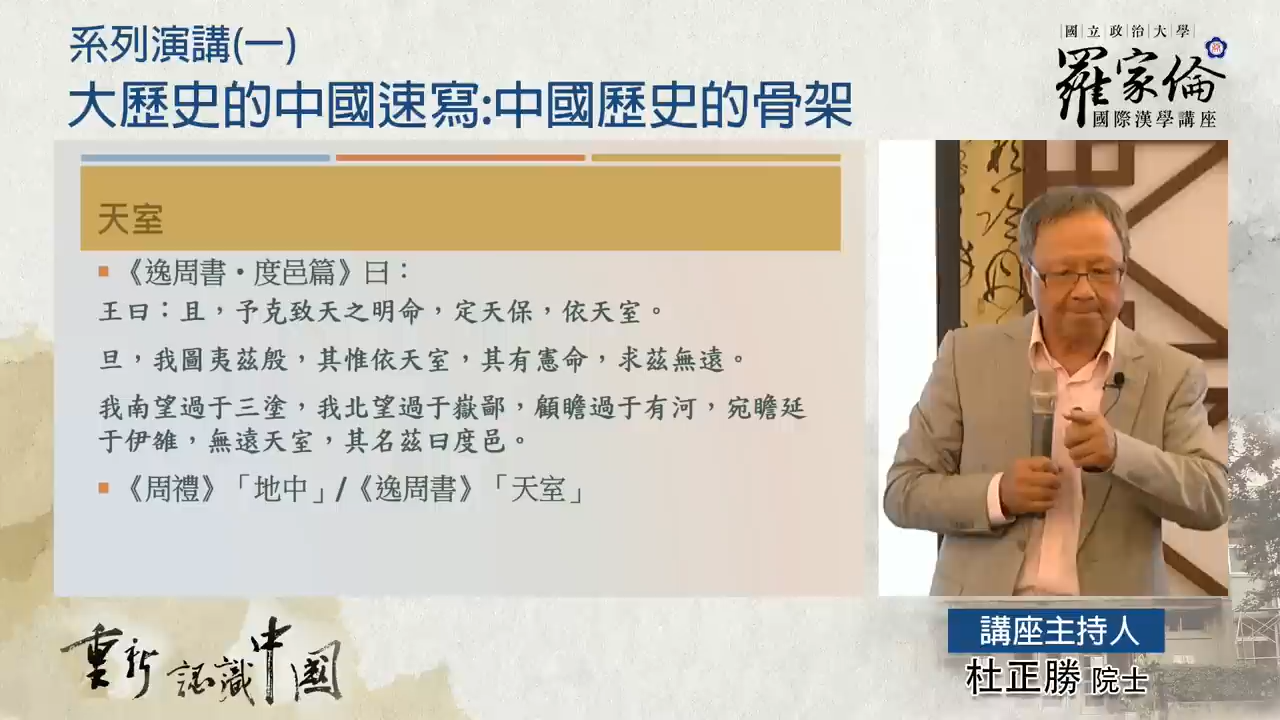 系列演講(一)
大歷史的中國速寫:中國歷史的骨架
國立政治大學
羅家倫
國際漢學講座
天室
《逸周書‧度邑篇》曰：
王曰：且，予克致天之明命，定天保，依天室。
旦，我圖夷茲殷，其惟依天室，其有憲命，求茲無遠。
我南望過于三塗，我北望過于嶽鄙，顧瞻過于有河，宛瞻延
于伊雒，無遠天室，其名茲曰度邑。
《周禮》「地中」/《逸周書》「天室」
重新認識中國
講座主持人
杜正勝 院士